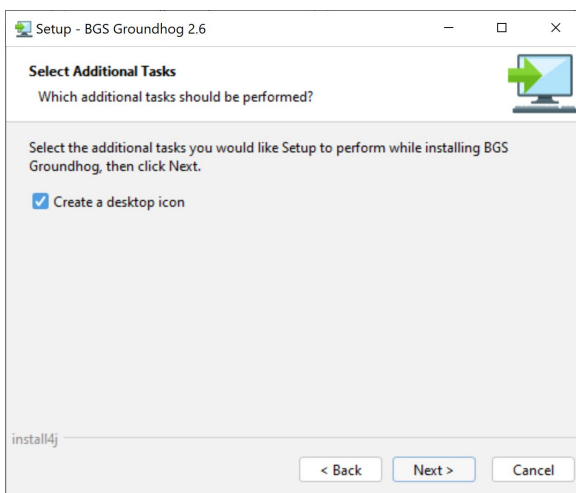 Setup - BGS Groundhog 2.6
Select Additional Tasks
Which additional tasks should be performed?
Select the additional tasks you would like Setup to perform while installing BGS
Groundhog, then click Next.
Create a desktop icon
install4j
< Back Next > Cancel